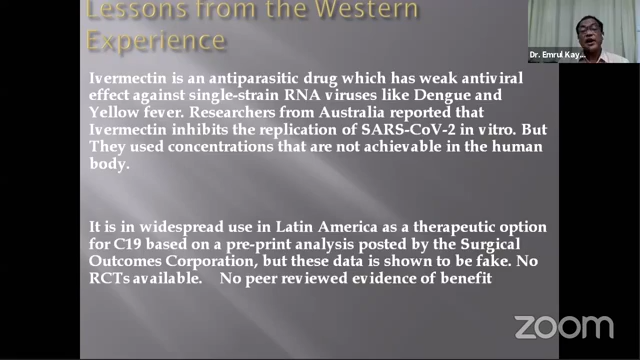 Lessons from the Western
Experience
Dr. Emrul Kay...
Ivermectin is an antiparasitic drug which has weak antiviral
effect against single-strain RNA viruses like Dengue and
Yellow fever. Researchers from Australia reported that
Ivermectin inhibits the replication of SARS-CoV-2 in vitro. But
They used concentrations that are not achievable in the human
body.
It is in widespread use in Latin America as a therapeutic option
for C19 based on a pre-print analysis posted by the Surgical
Outcomes Corporation, but these data is shown to be fake. No
RCTs available. No peer reviewed evidence of benefit
zoom